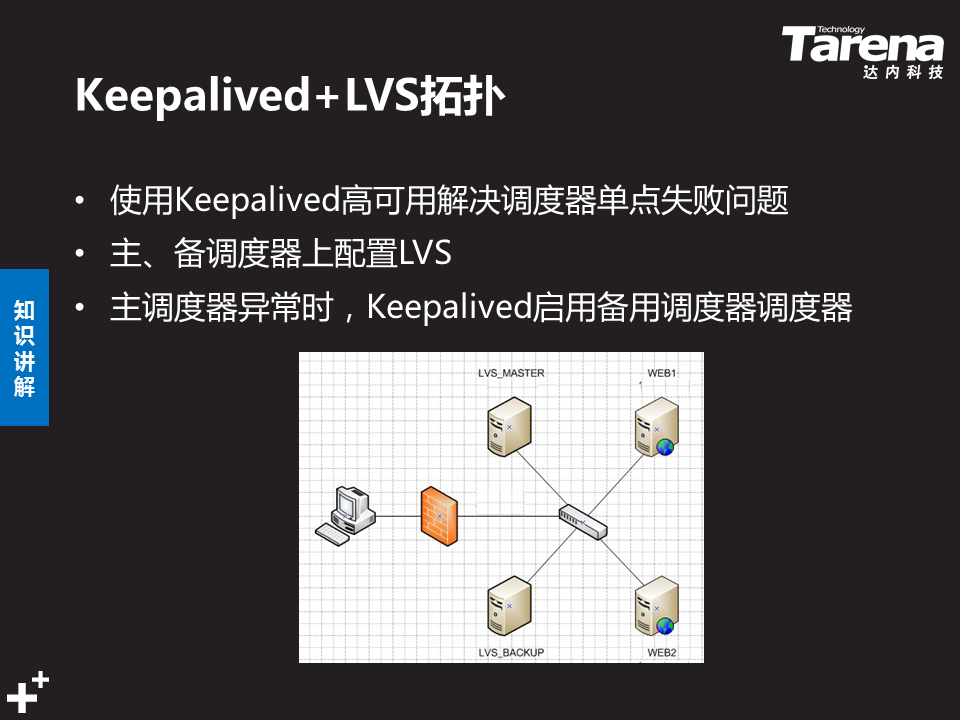 Technology
Tarena
达内科技
Keepalived+LVS拓扑
• 使用Keepalived高可用解决调度器单点失败问题
• 主、备调度器上配置LVS
• 主调度器异常时，Keepalived启用备用调度器调度器
知
识
讲
解
LVS_MASTER
WEB1
LVS_BACKUP
WEB2